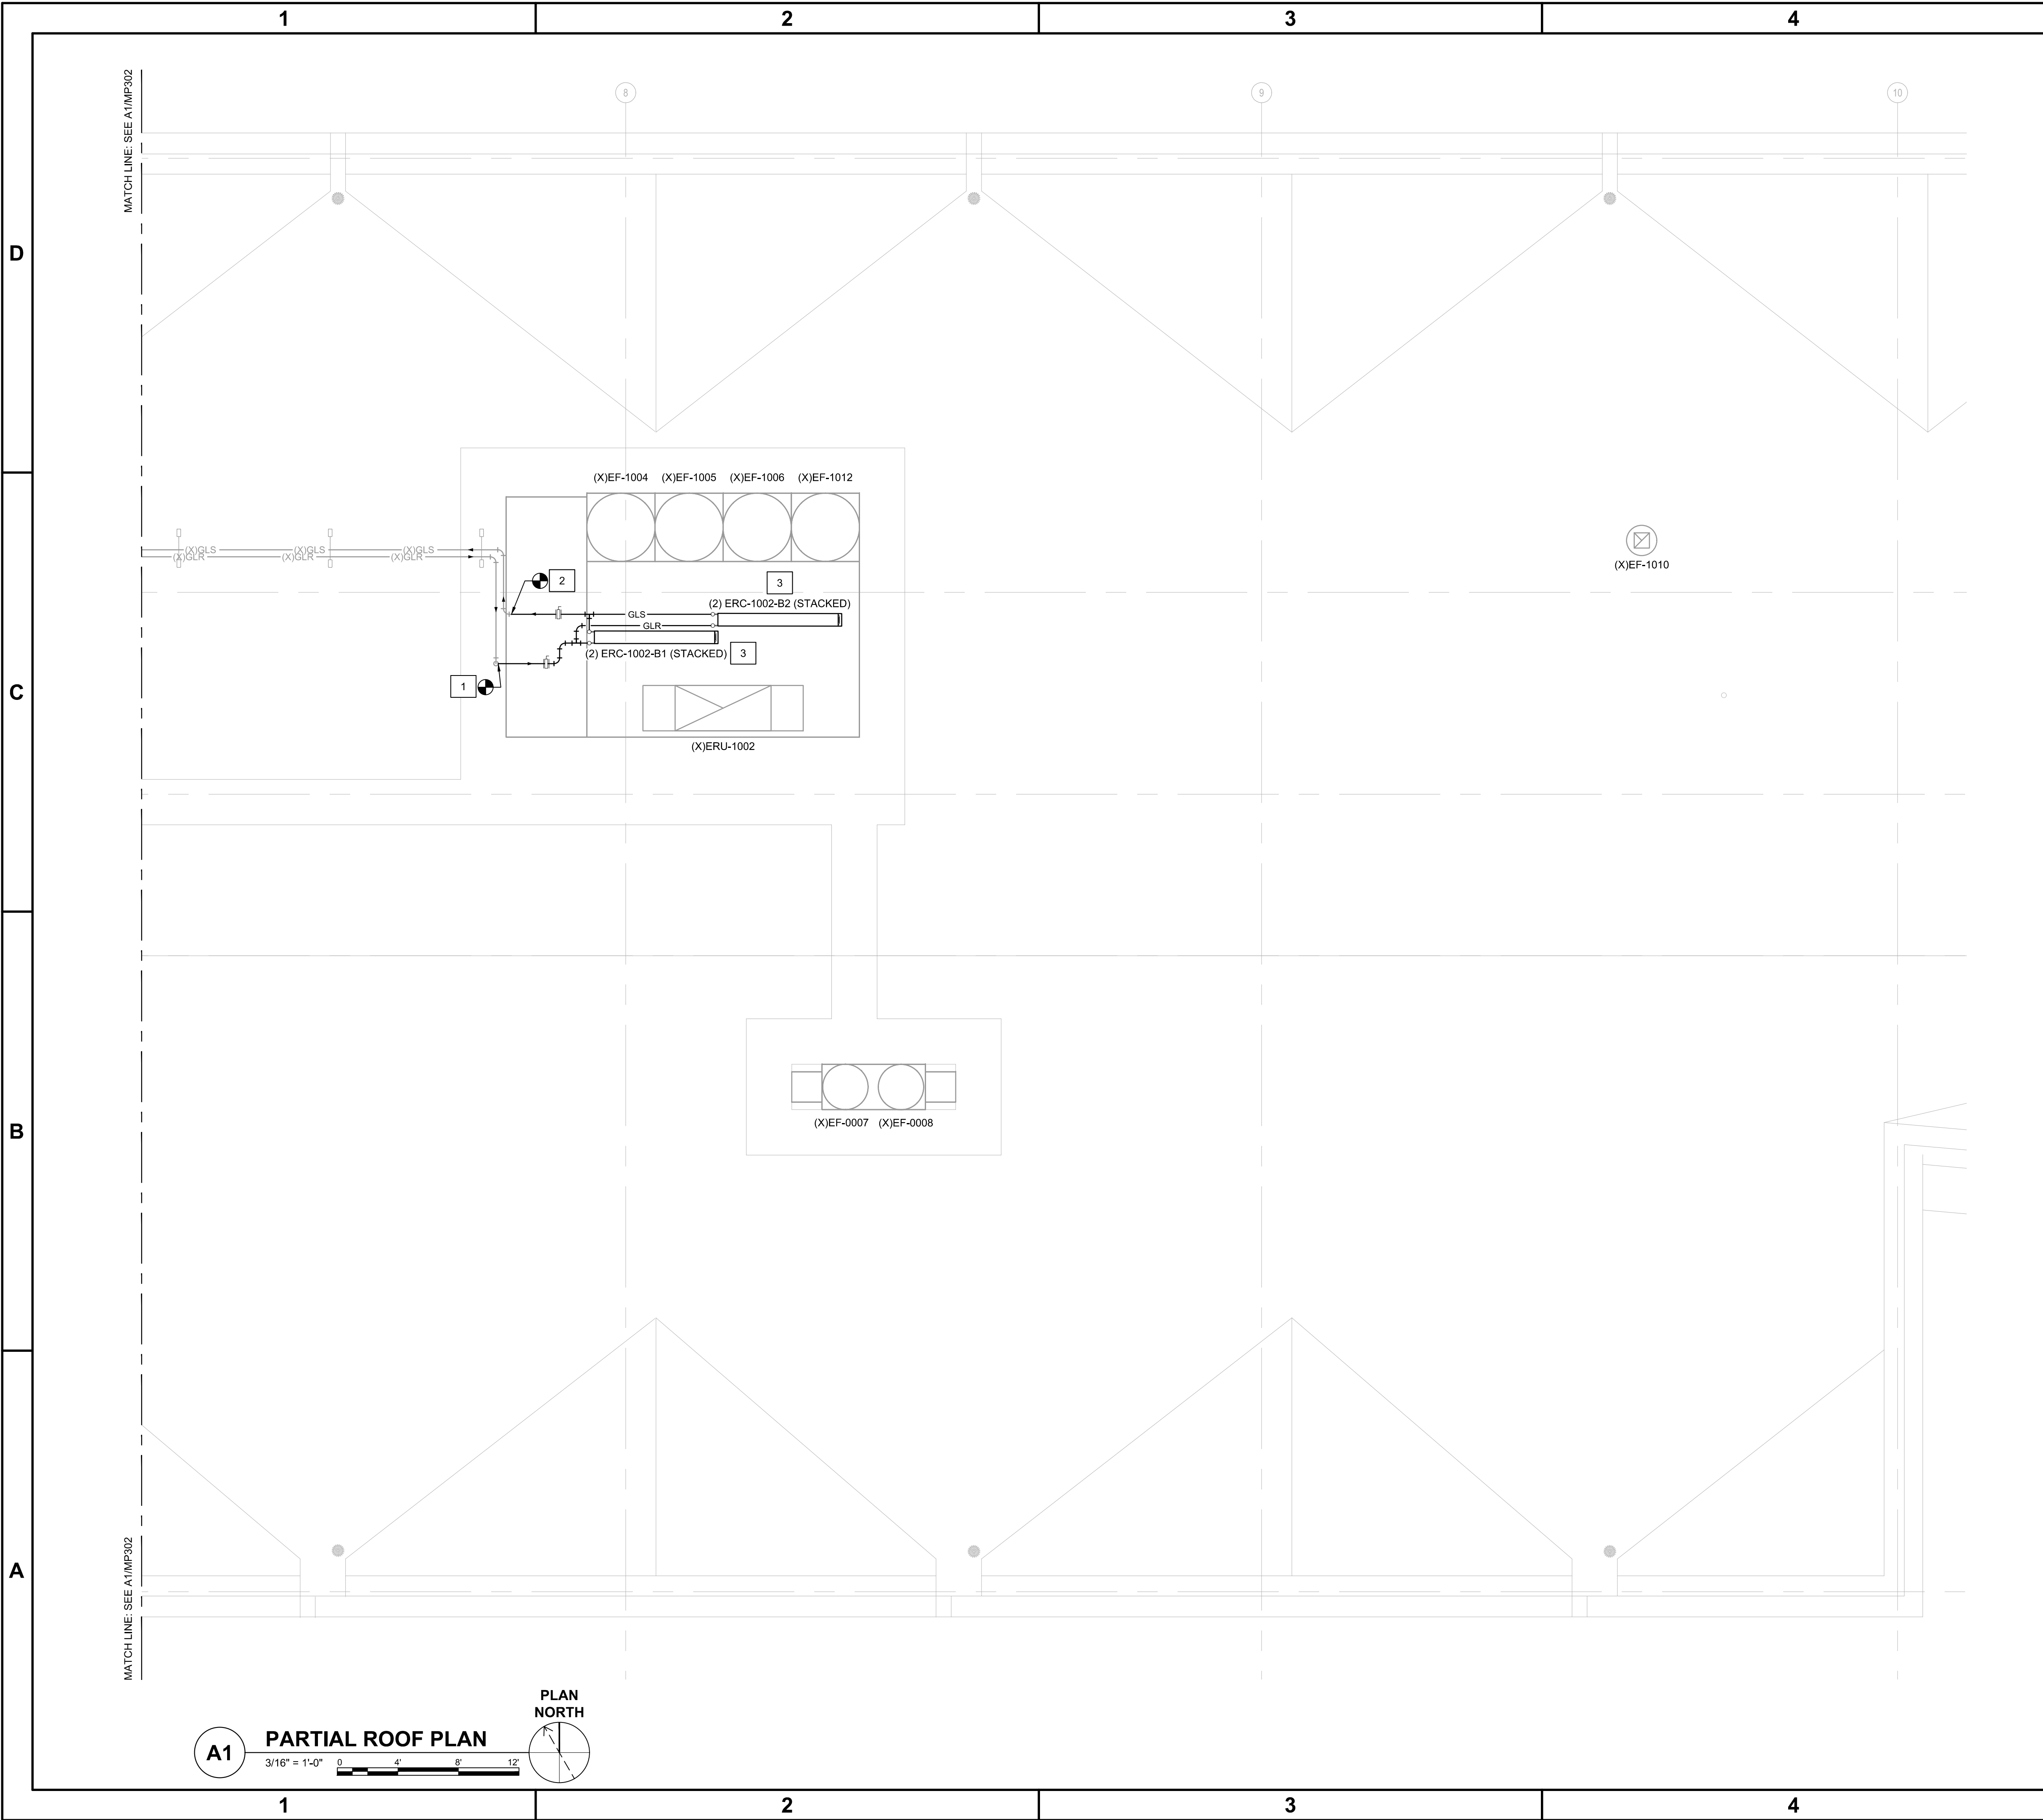 1
2
3
4
MATCH LINE: SEE A1/MP302
8
9
10
D
(X)EF-1004
(X)EF-1005
(X)EF-1006
(X)EF-1012
(X)GLS
(X)GLS
(X)GLS
(X)GLR
(X)GLR
(X)GLR
(X)EF-1010
2
3
(2) ERC-1002-B2 (STACKED)
GLS
GLR
(2) ERC-1002-B1 (STACKED)
3
1
C
(X)ERU-1002
(X)EF-0007
(X)EF-0008
B
A
MATCH LINE: SEE A1/MP302
PLAN
NORTH
A1
PARTIAL ROOF PLAN
3/16" = 1'-0"
0
4'
8'
12'
1
2
3
4